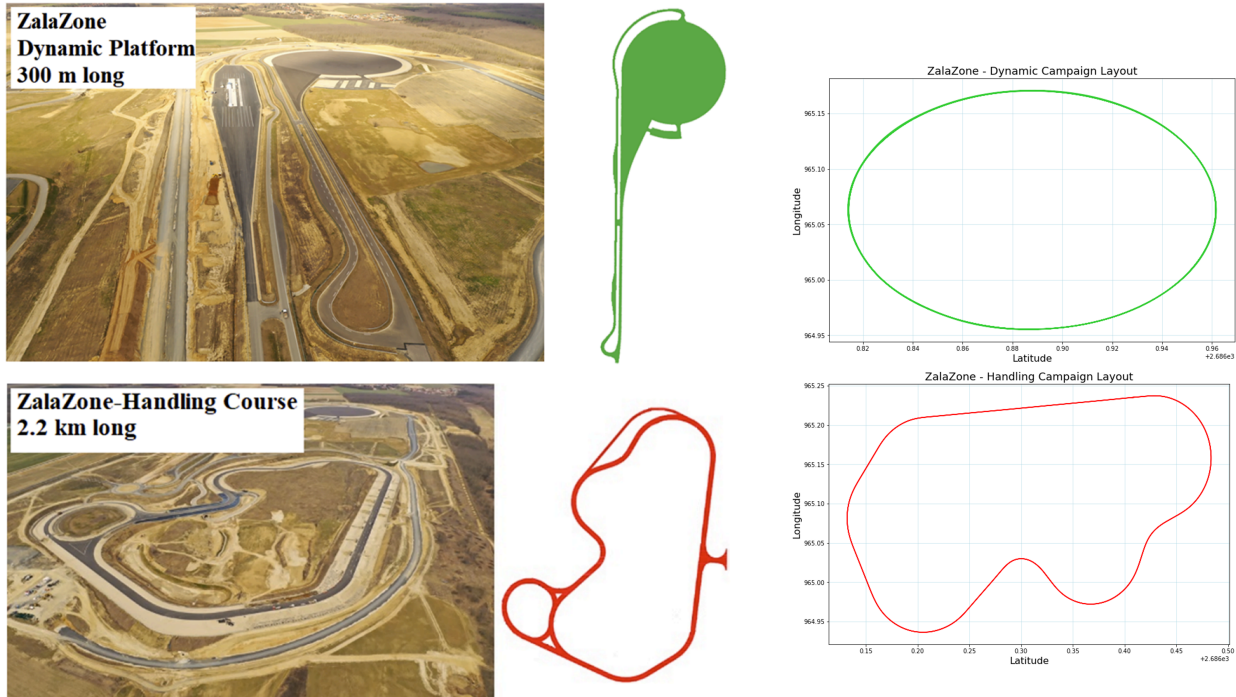 ZalaZone
Dynamic Platform
300 m long
ZalaZone - Dynamic Campaign Layout
Longitude
965.15
965.10
965.05
965.00
964.95
0.82 0.84 0.86 0.88 0.90 0.92 0.94 0.96
+2.686e3
Latitude
ZalaZone-Handling Course
2.2 km long
ZalaZone - Handling Campaign Layout
Longitude
965.25
965.20
965.15
965.10
965.05
965.00
964.95
0.15 0.20 0.25 0.30 0.35 0.40 0.45 0.50
+2.686e3
Latitude